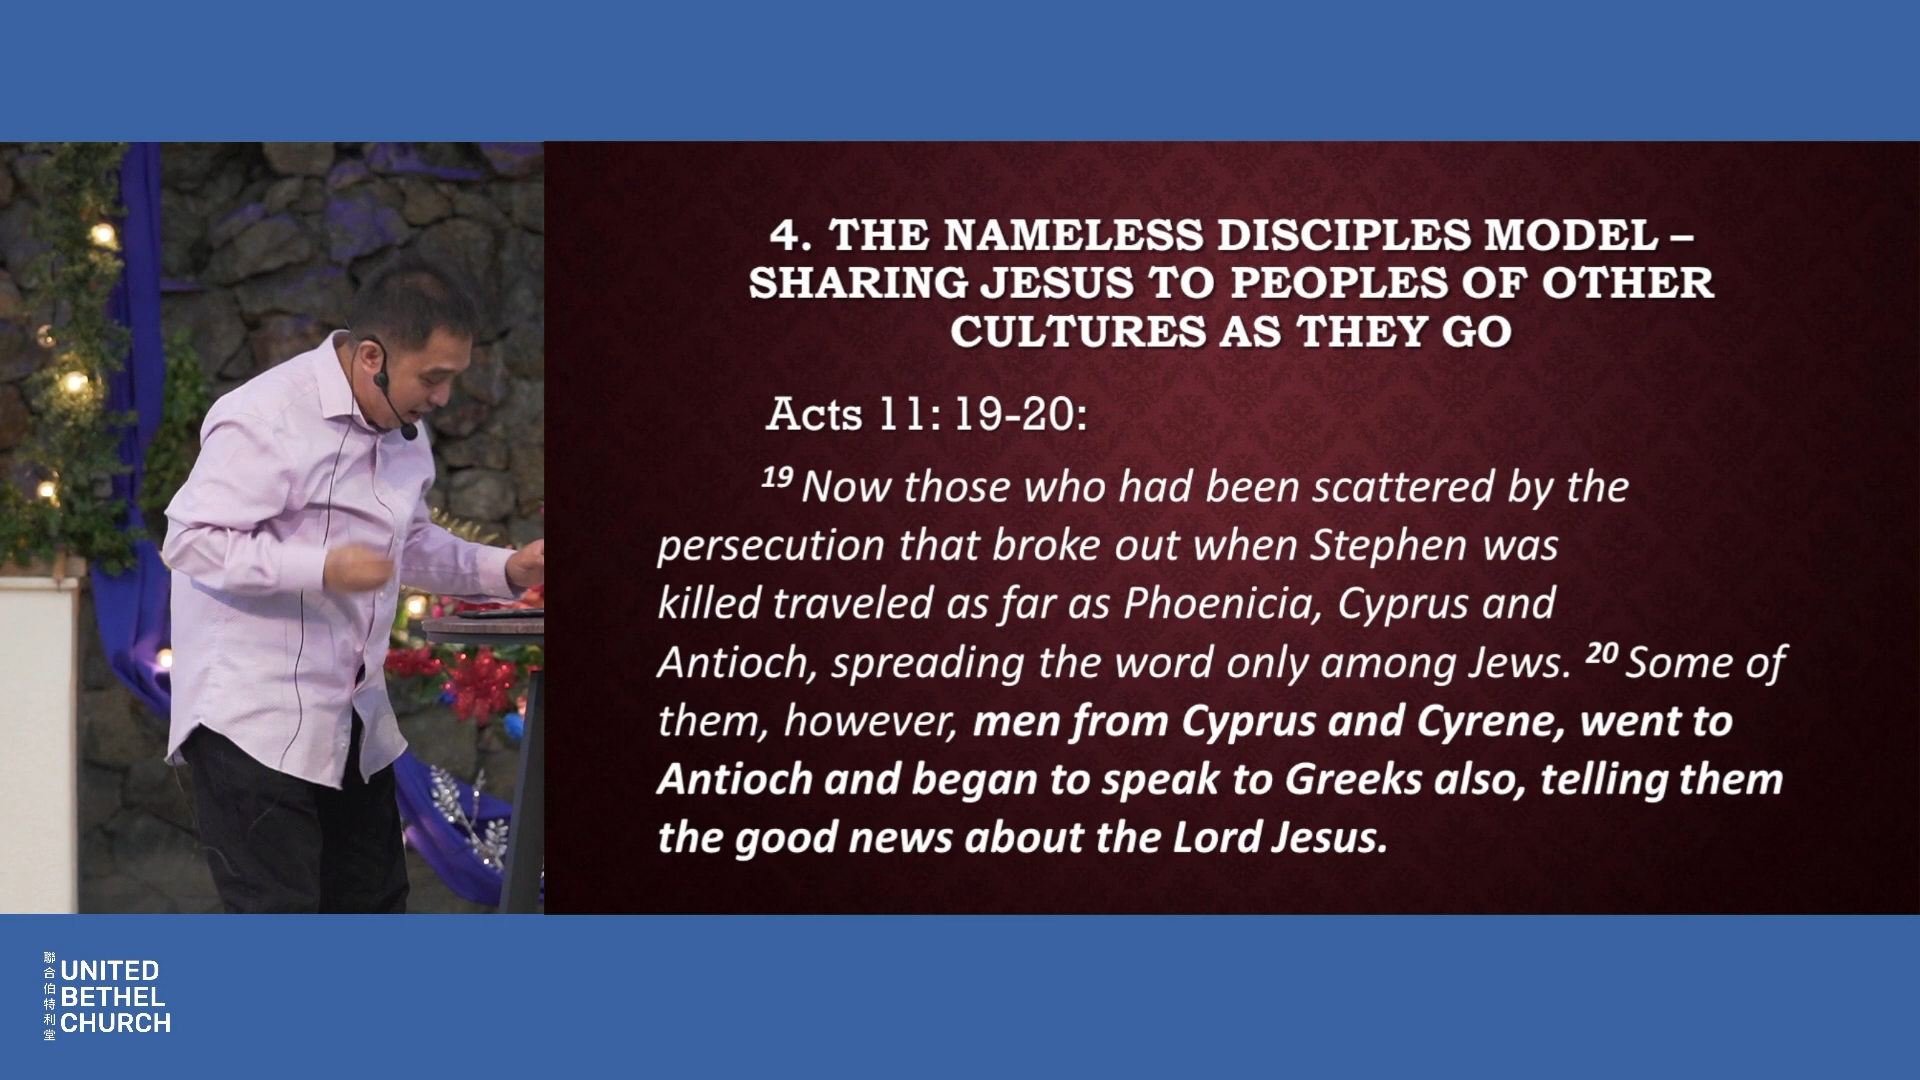 4. THE NAMELESS DISCIPLES MODEL –
SHARING JESUS TO PEOPLES OF OTHER
CULTURES AS THEY GO
Acts 11: 19-20:
19 Now those who had been scattered by the
persecution that broke out when Stephen was
killed traveled as far as Phoenicia, Cyprus and
Antioch, spreading the word only among Jews. 20 Some of
them, however, men from Cyprus and Cyrene, went to
Antioch and began to speak to Greeks also, telling them
the good news about the Lord Jesus.
聯合伯特利堂
UNITED
BETHEL
CHURCH